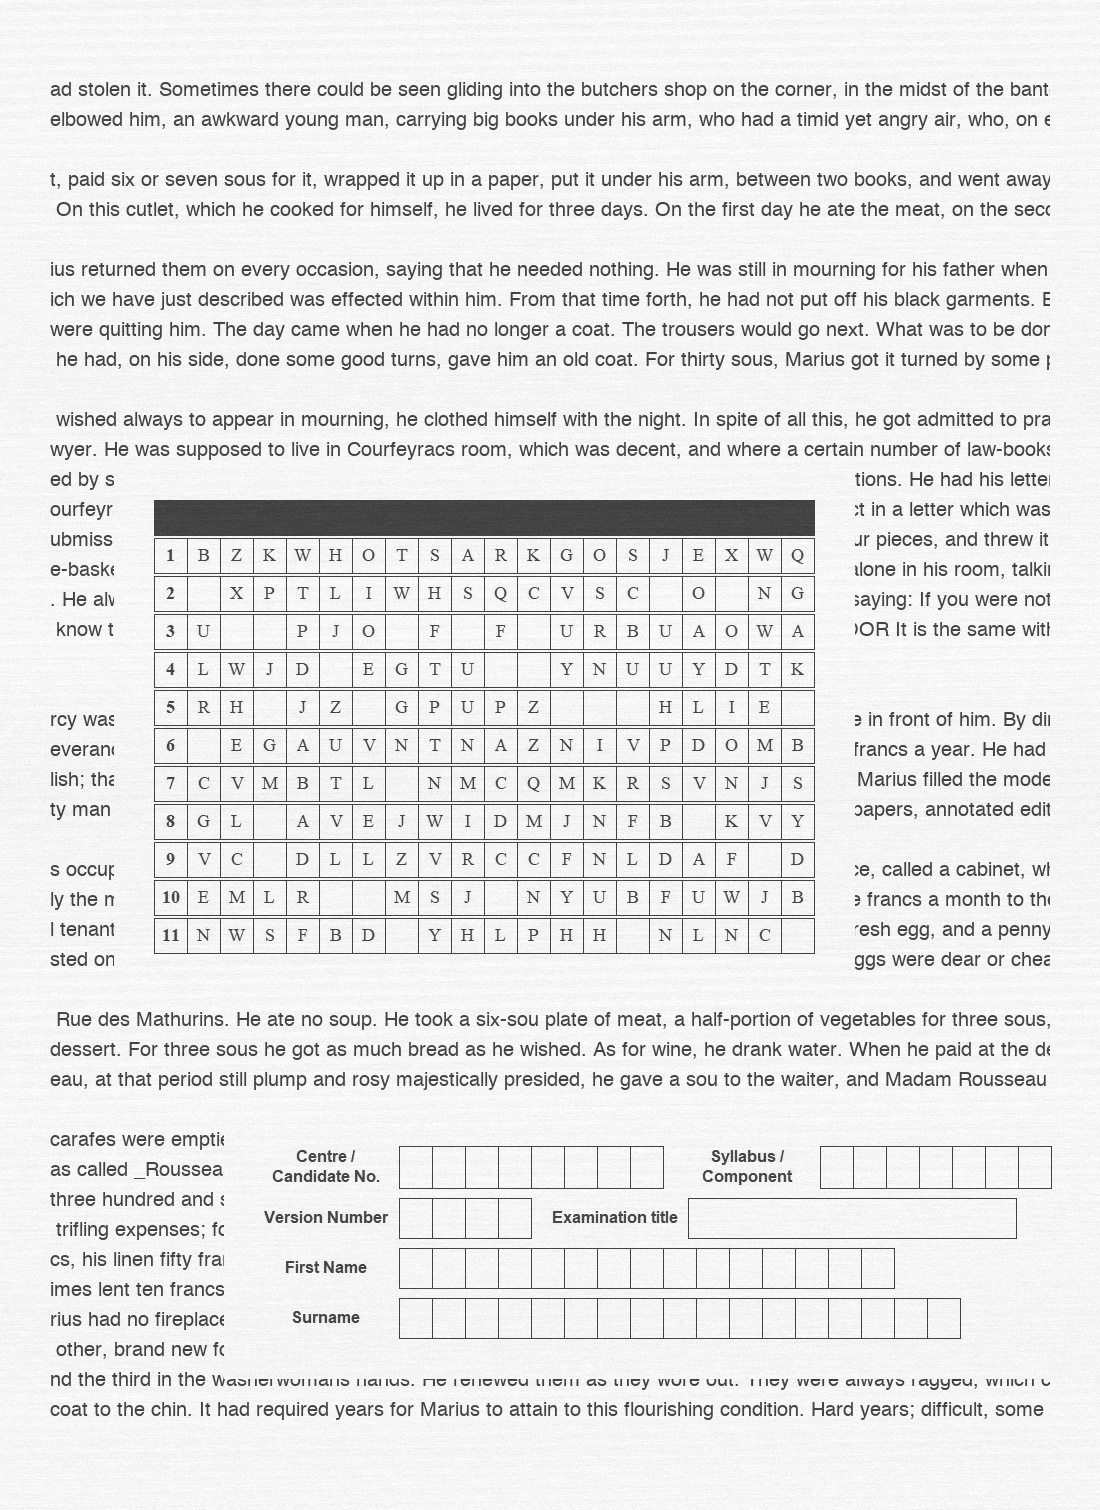 ad stolen it. Sometimes there could be seen gliding into the butchers shop on the corner, in the midst of the bant
elbowed him, an awkward young man, carrying big books under his arm, who had a timid yet angry air, who, on e
t, paid six or seven sous for it, wrapped it up in a paper, put it under his arm, between two books, and went away
On this cutlet, which he cooked for himself, he lived for three days. On the first day he ate the meat, on the seco
ius returned them on every occasion, saying that he needed nothing. He was still in mourning for his father when
ich we have just described was effected within him. From that time forth, he had not put off his black garments. B
were quitting him. The day came when he had no longer a coat. The trousers would go next. What was to be don
he had, on his side, done some good turns, gave him an old coat. For thirty sous, Marius got it turned by some p
wished always to appear in mourning, he clothed himself with the night. In spite of all this, he got admitted to pra
wyer. He was supposed to live in Courfeyracs room, which was decent, and where a certain number of law-books
ed by s tions. He had his letter
ourfeyr ct in a letter which was
ubmiss ur pieces, and threw it
e-baske alone in his room, talkin
. He alw saying: If you were not
know t OOR It is the same with
rcy was e in front of him. By din
everanc francs a year. He had
lish; tha Marius filled the mode
ty man papers, annotated edit
s occup ce, called a cabinet, wh
ly the m e francs a month to the
l tenant resh egg, and a penny
sted on ggs were dear or chea
1 B Z K W H O T S A R K G O S J E X W Q
2 X P T L I W H S Q C V S C O N G
3 U P J O F F U R B U A O W A
4 L W J D E G T U Y N U U Y D T K
5 R H J Z G P U P Z H L I E
6 E G A U V N T N A Z N I V P D O M B
7 C V M B T L N M C Q M K R S V N J S
8 G L A V E J W I D M J N F B K V Y
9 V C D L L Z V R C C F N L D A F D
10 E M L R M S J N Y U B F U W J B
11 N W S F B D Y H L P H H N L N C
Rue des Mathurins. He ate no soup. He took a six-sou plate of meat, a half-portion of vegetables for three sous,
dessert. For three sous he got as much bread as he wished. As for wine, he drank water. When he paid at the de
eau, at that period still plump and rosy majestically presided, he gave a sou to the waiter, and Madam Rousseau
carafes were emptie
as called _Roussea
three hundred and s
trifling expenses; fo
cs, his linen fifty fran
imes lent ten francs
rius had no fireplace
other, brand new fo
Centre /
Candidate No.
Syllabus /
Component
Version Number
Examination title
First Name
Surname
nd the third in the washerwomans hands. He renewed them as they wore out. They were always ragged, which c
coat to the chin. It had required years for Marius to attain to this flourishing condition. Hard years; difficult, some